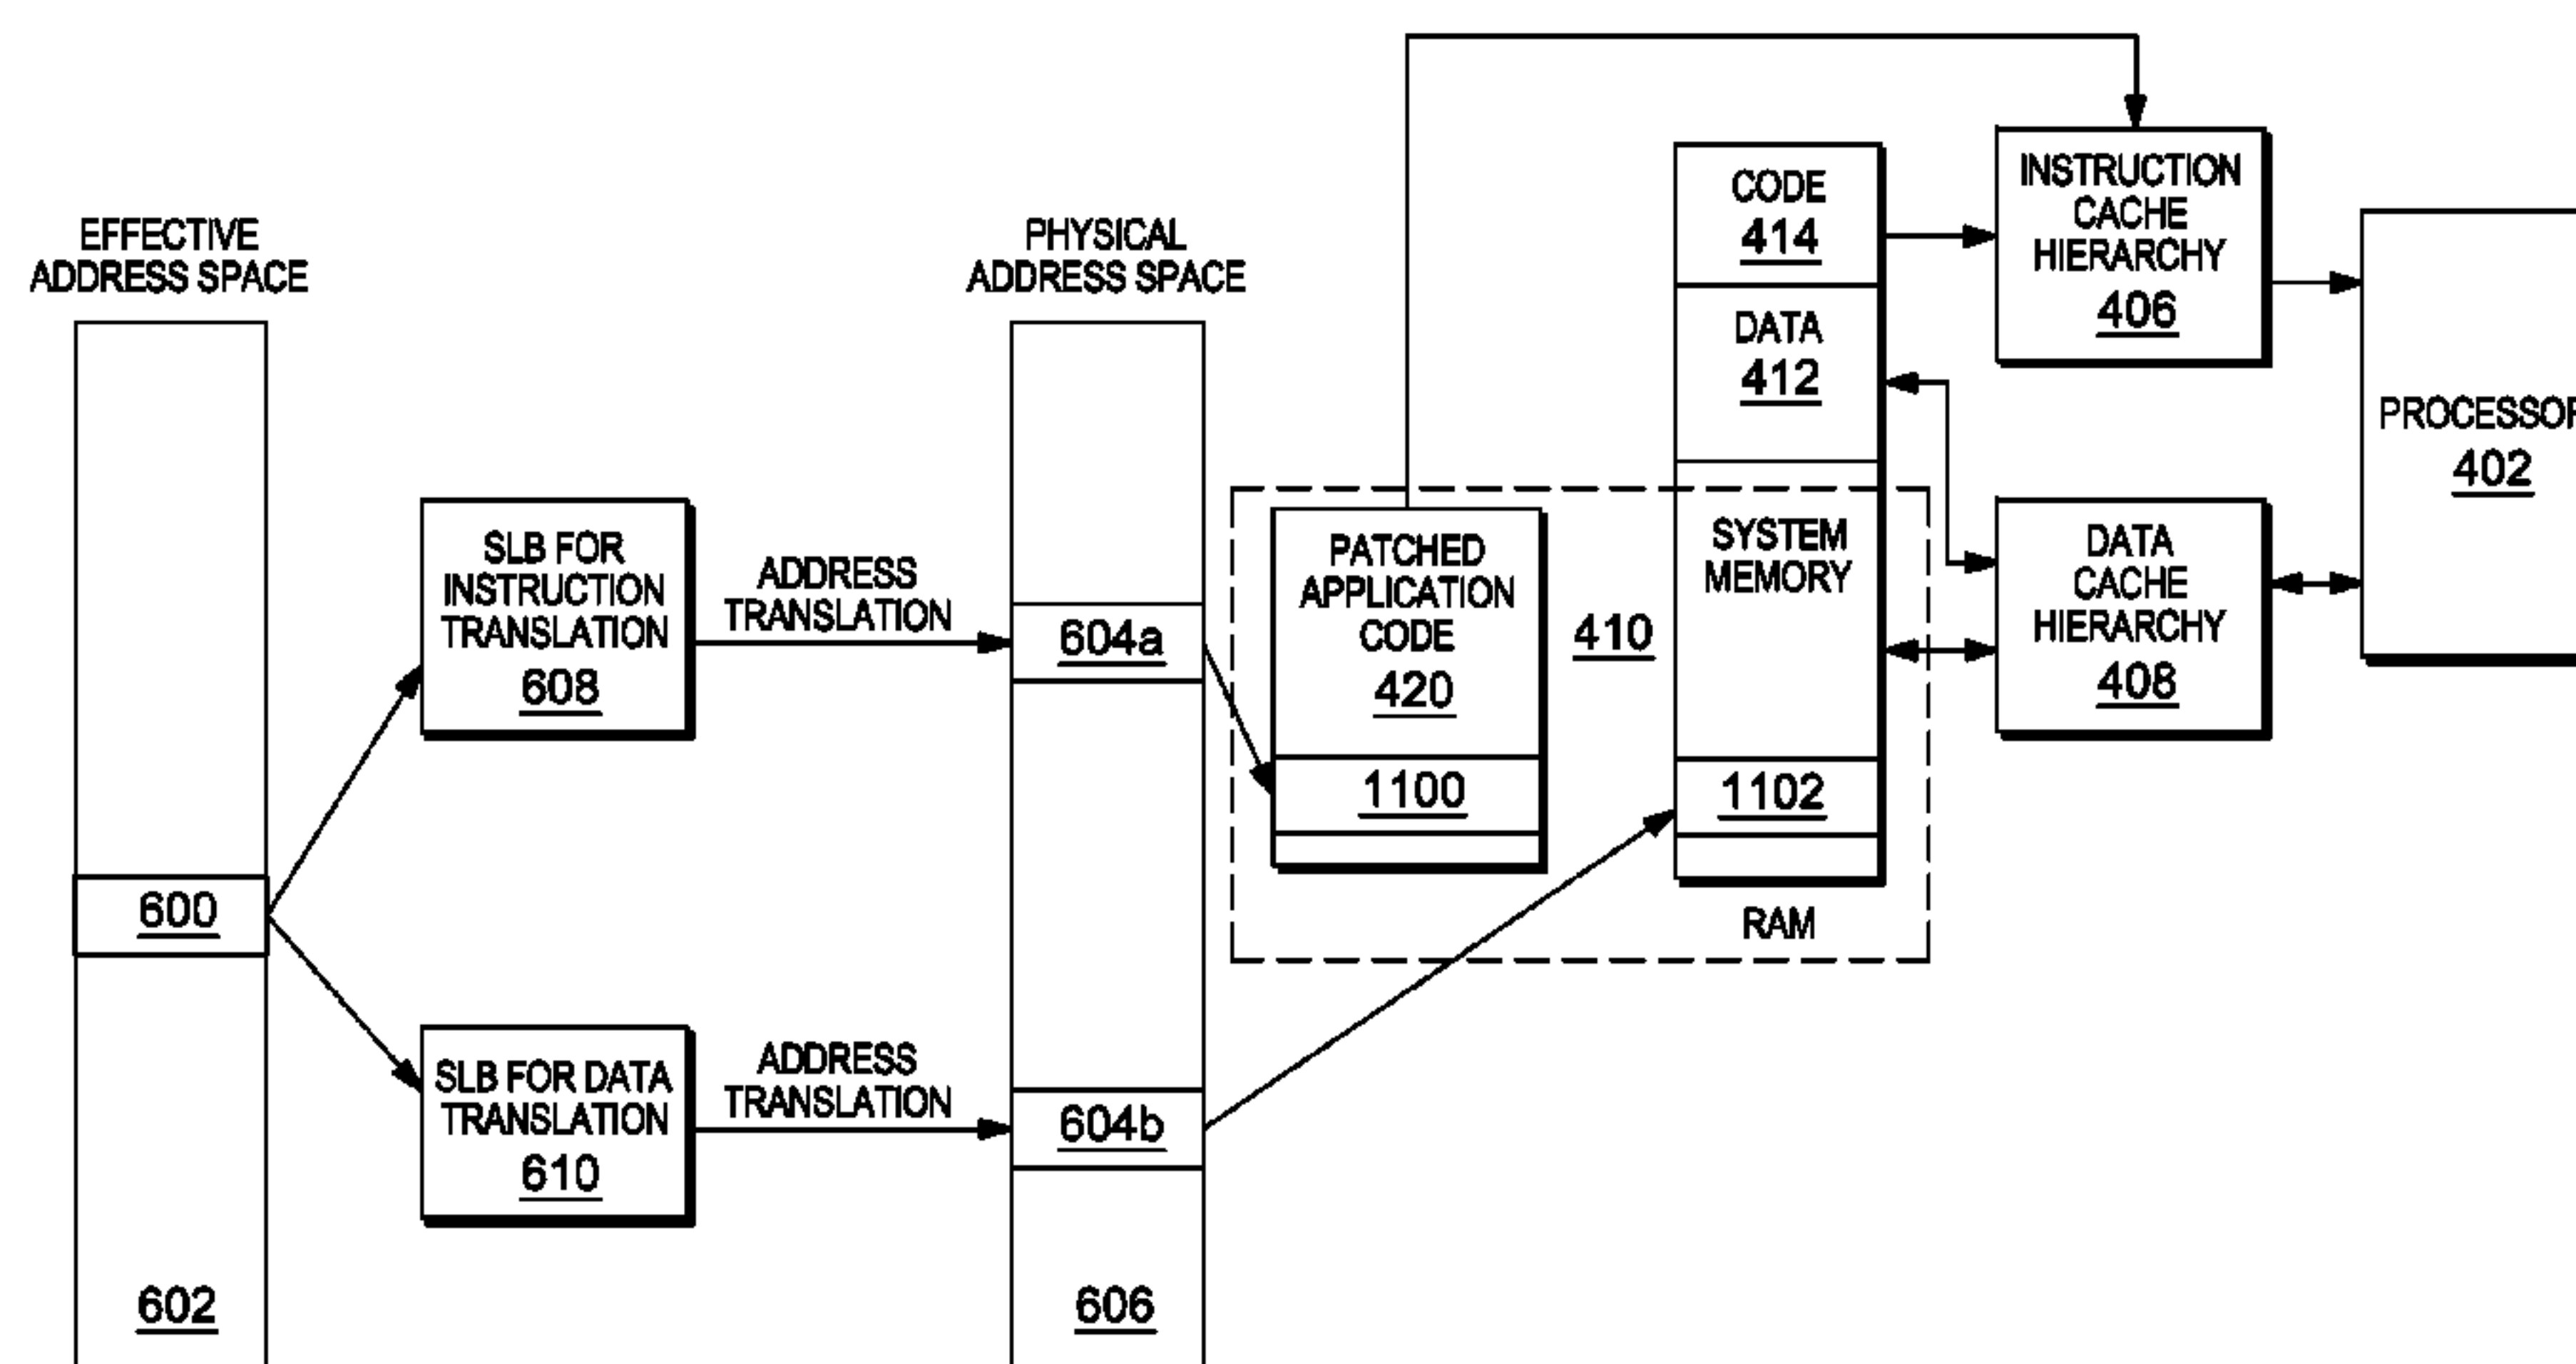 EFFECTIVE
ADDRESS SPACE
600
602
SLB FOR
INSTRUCTION
TRANSLATION
608
SLB FOR DATA
TRANSLATION
610
ADDRESS
TRANSLATION
ADDRESS
TRANSLATION
PHYSICAL
ADDRESS SPACE
604a
604b
606
PATCHED
APPLICATION
CODE
420
1100
410
CODE
414
DATA
412
SYSTEM
MEMORY
1102
RAM
INSTRUCTION
CACHE
HIERARCHY
406
DATA
CACHE
HIERARCHY
408
PROCESSOR
402